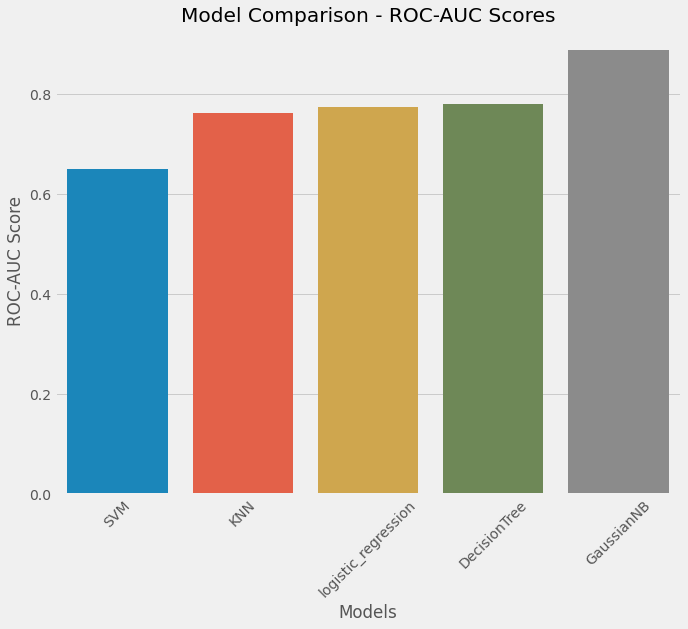 Model Comparison - ROC-AUC Scores
ROC-AUC Score
0.8
0.6
0.4
0.2
0.0
SVM
KNN
logistic_regression
DecisionTree
GaussianNB
Models